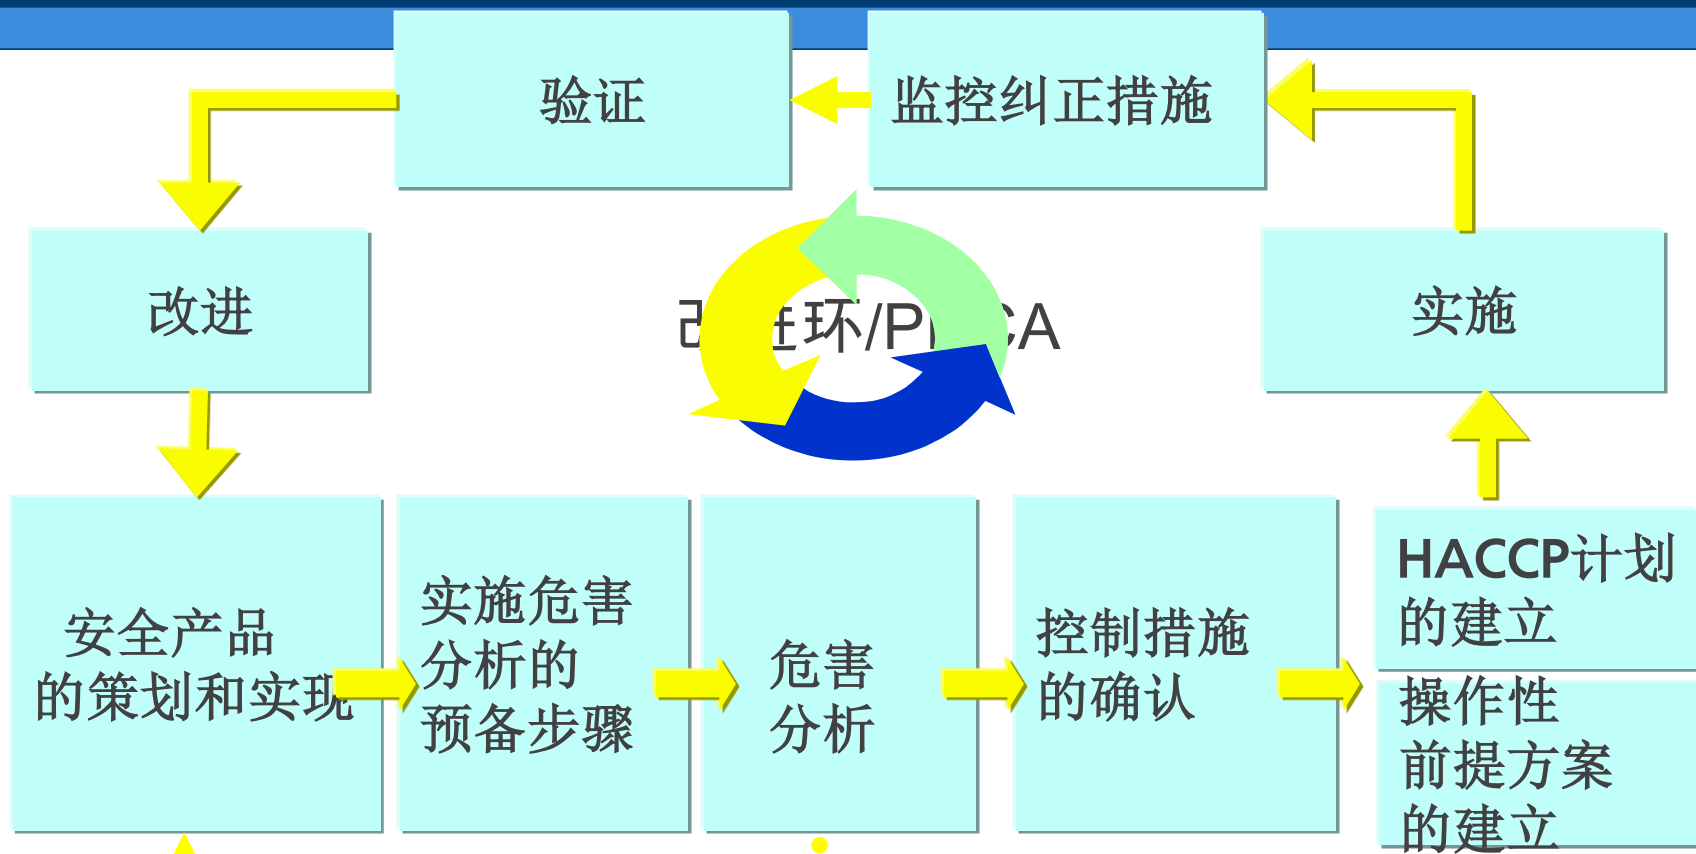 验证
监控纠正措施
改进
环/P
CA
实施
安全产品
的策划和实现
实施危害
分析的
预备步骤
危害
分析
控制措施
的确认
HACCP计划
的建立
操作性
前提方案
的建立